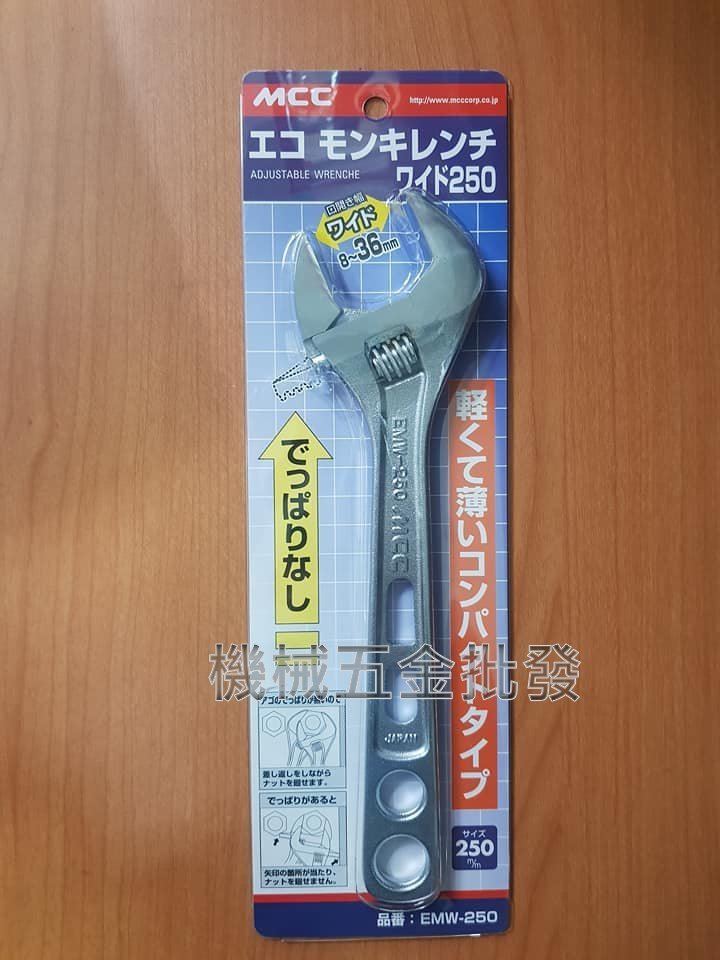 MCC
http://www.mcccorp.co.jp
エコ モンキレンチ
ADJUSTABLE WRENCHE
ワイド250
口開き幅
ワイド
8~36mm
EMW-250 MCC
JAPAN
でっぱりなし
軽くて薄いコンパクトタイプ
機械五金批發
アゴのでっぱりが無いので
差し返しをしながら
ナットを廻せます。
でっぱりがあると
矢印の箇所が当たり、
ナットを廻せません。
サイズ
250
m/m
品番:EMW-250